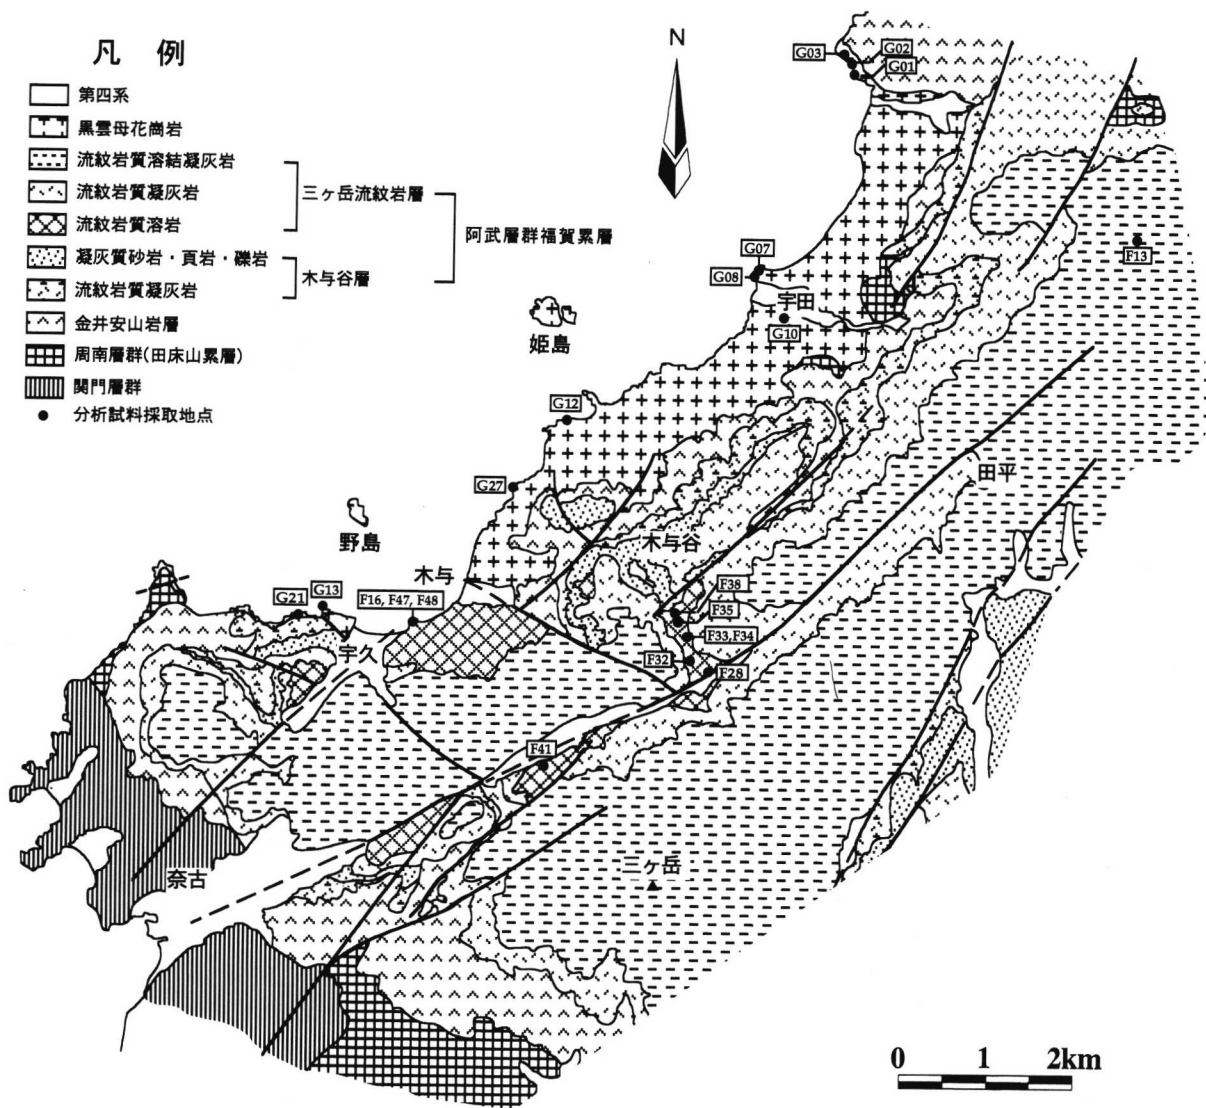 凡 例
第四系
黒雲母花崗岩
流紋岩質溶結凝灰岩
流紋岩質凝灰岩
流紋岩質溶岩
凝灰質砂岩・頁岩・礫岩
流紋岩質凝灰岩
金井安山岩層
周南層群(田床山累層)
関門層群
分析試料採取地点
三ヶ岳流紋岩層
木与谷層
阿武層群福賀累層
N
G03
G02
G01
F13
G07
G08
宇田
G10
姫島
G12
田平
G27
野島
木与谷
木与
G21
G13
F16, F47, F48
F38
F35
F33,F34
宇久
F32
F28
F41
三ヶ岳
奈古
0 1 2km